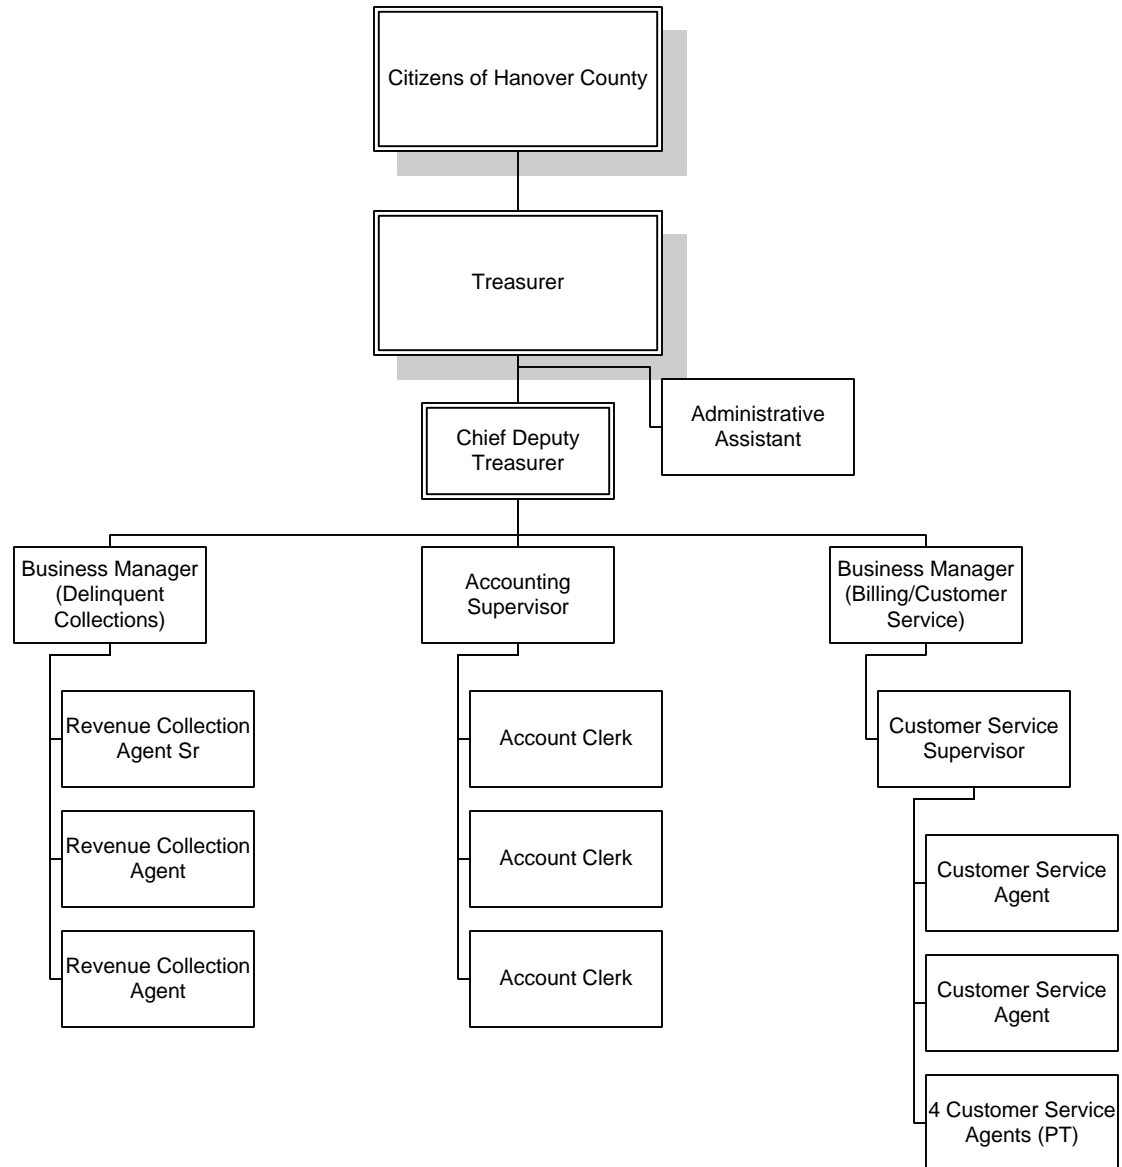 Citizens of Hanover County
Treasurer
Administrative
Assistant
Chief Deputy
Treasurer
Business Manager
(Delinquent
Collections)
Accounting
Supervisor
Business Manager
(Billing/Customer
Service)
Revenue Collection
Agent Sr
Revenue Collection
Agent
Revenue Collection
Agent
Account Clerk
Account Clerk
Account Clerk
Customer Service
Supervisor
Customer Service
Agent
Customer Service
Agent
4 Customer Service
Agents (PT)